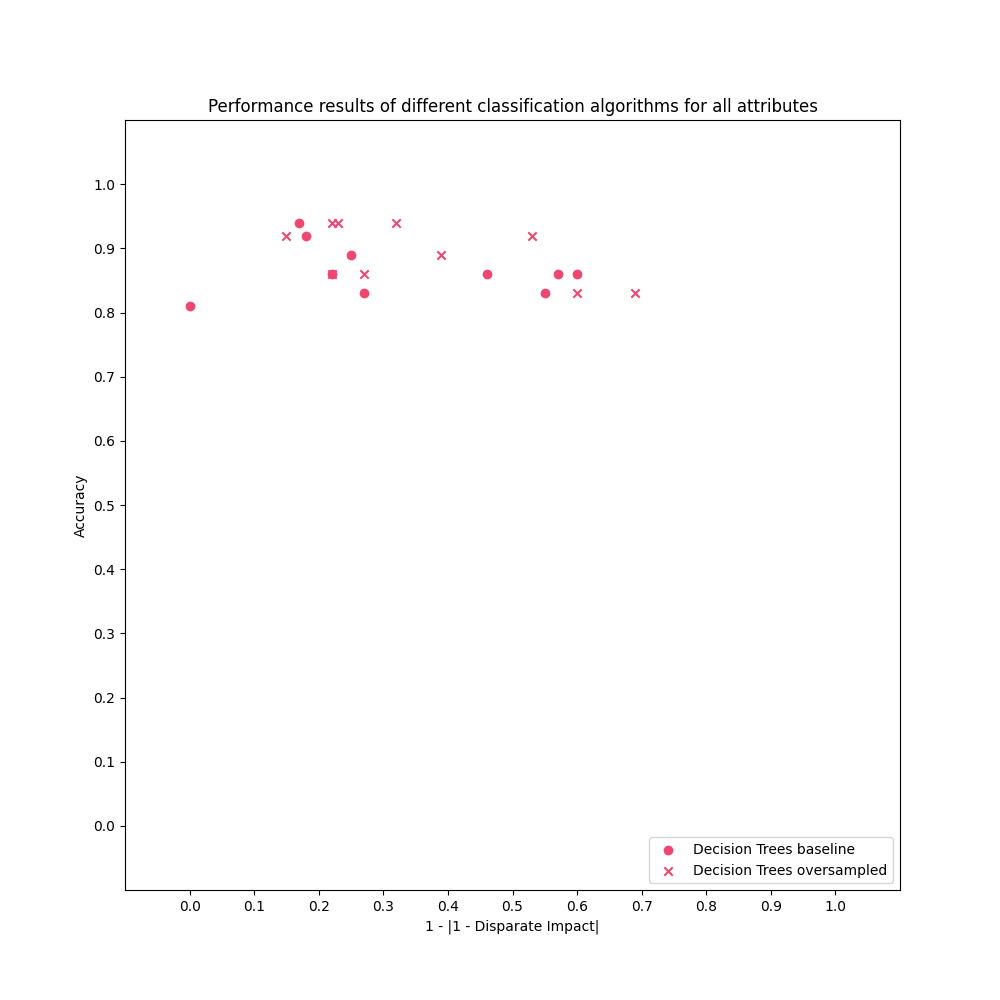 Performance results of different classification algorithms for all attributes
1.0
0.9
0.8
0.7
0.6
0.5
0.4
0.3
0.2
0.1
0.0
Accuracy
Decision Trees baseline
Decision Trees oversampled
0.0 0.1 0.2 0.3 0.4 0.5 0.6 0.7 0.8 0.9 1.0
1 - |1 - Disparate Impact|